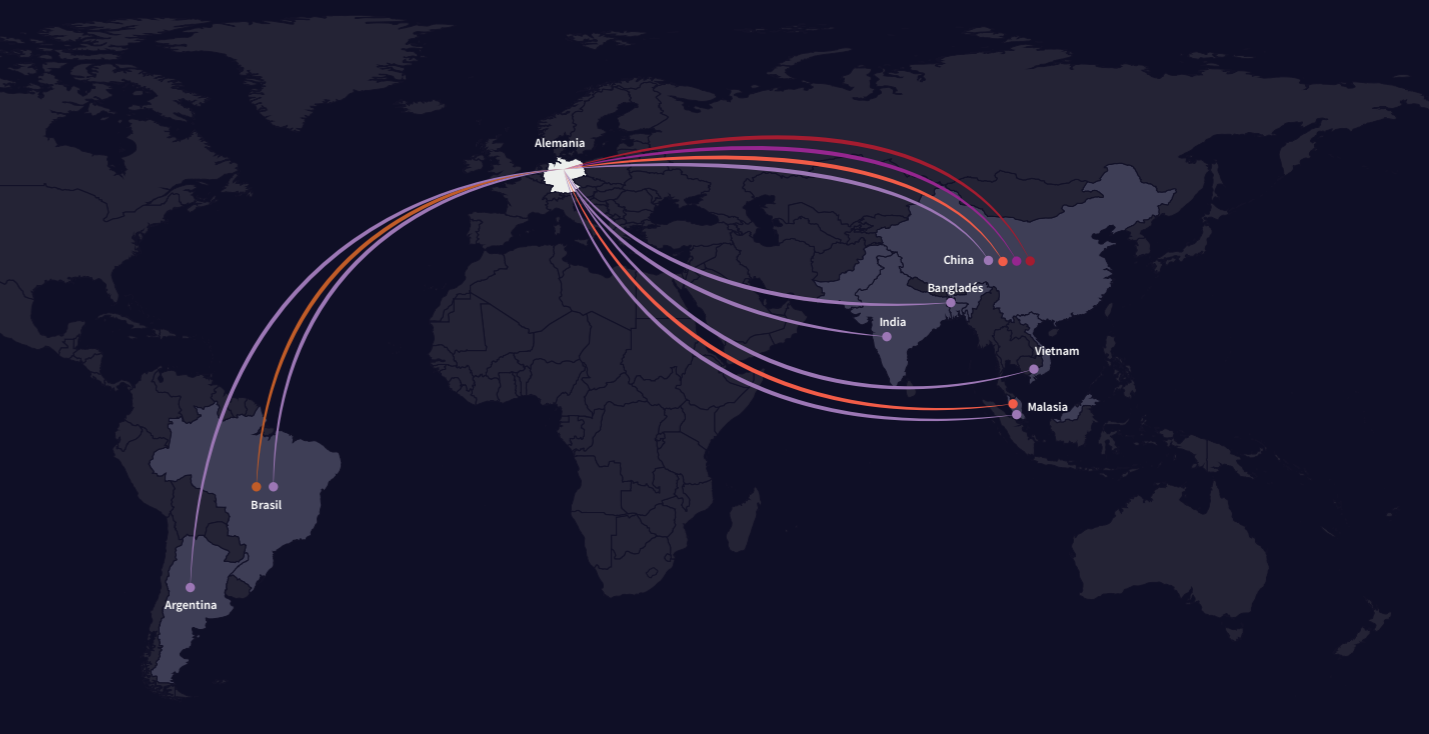 Alemania
China
Bangladés
India
Vietnam
Malasia
Brasil
Argentina